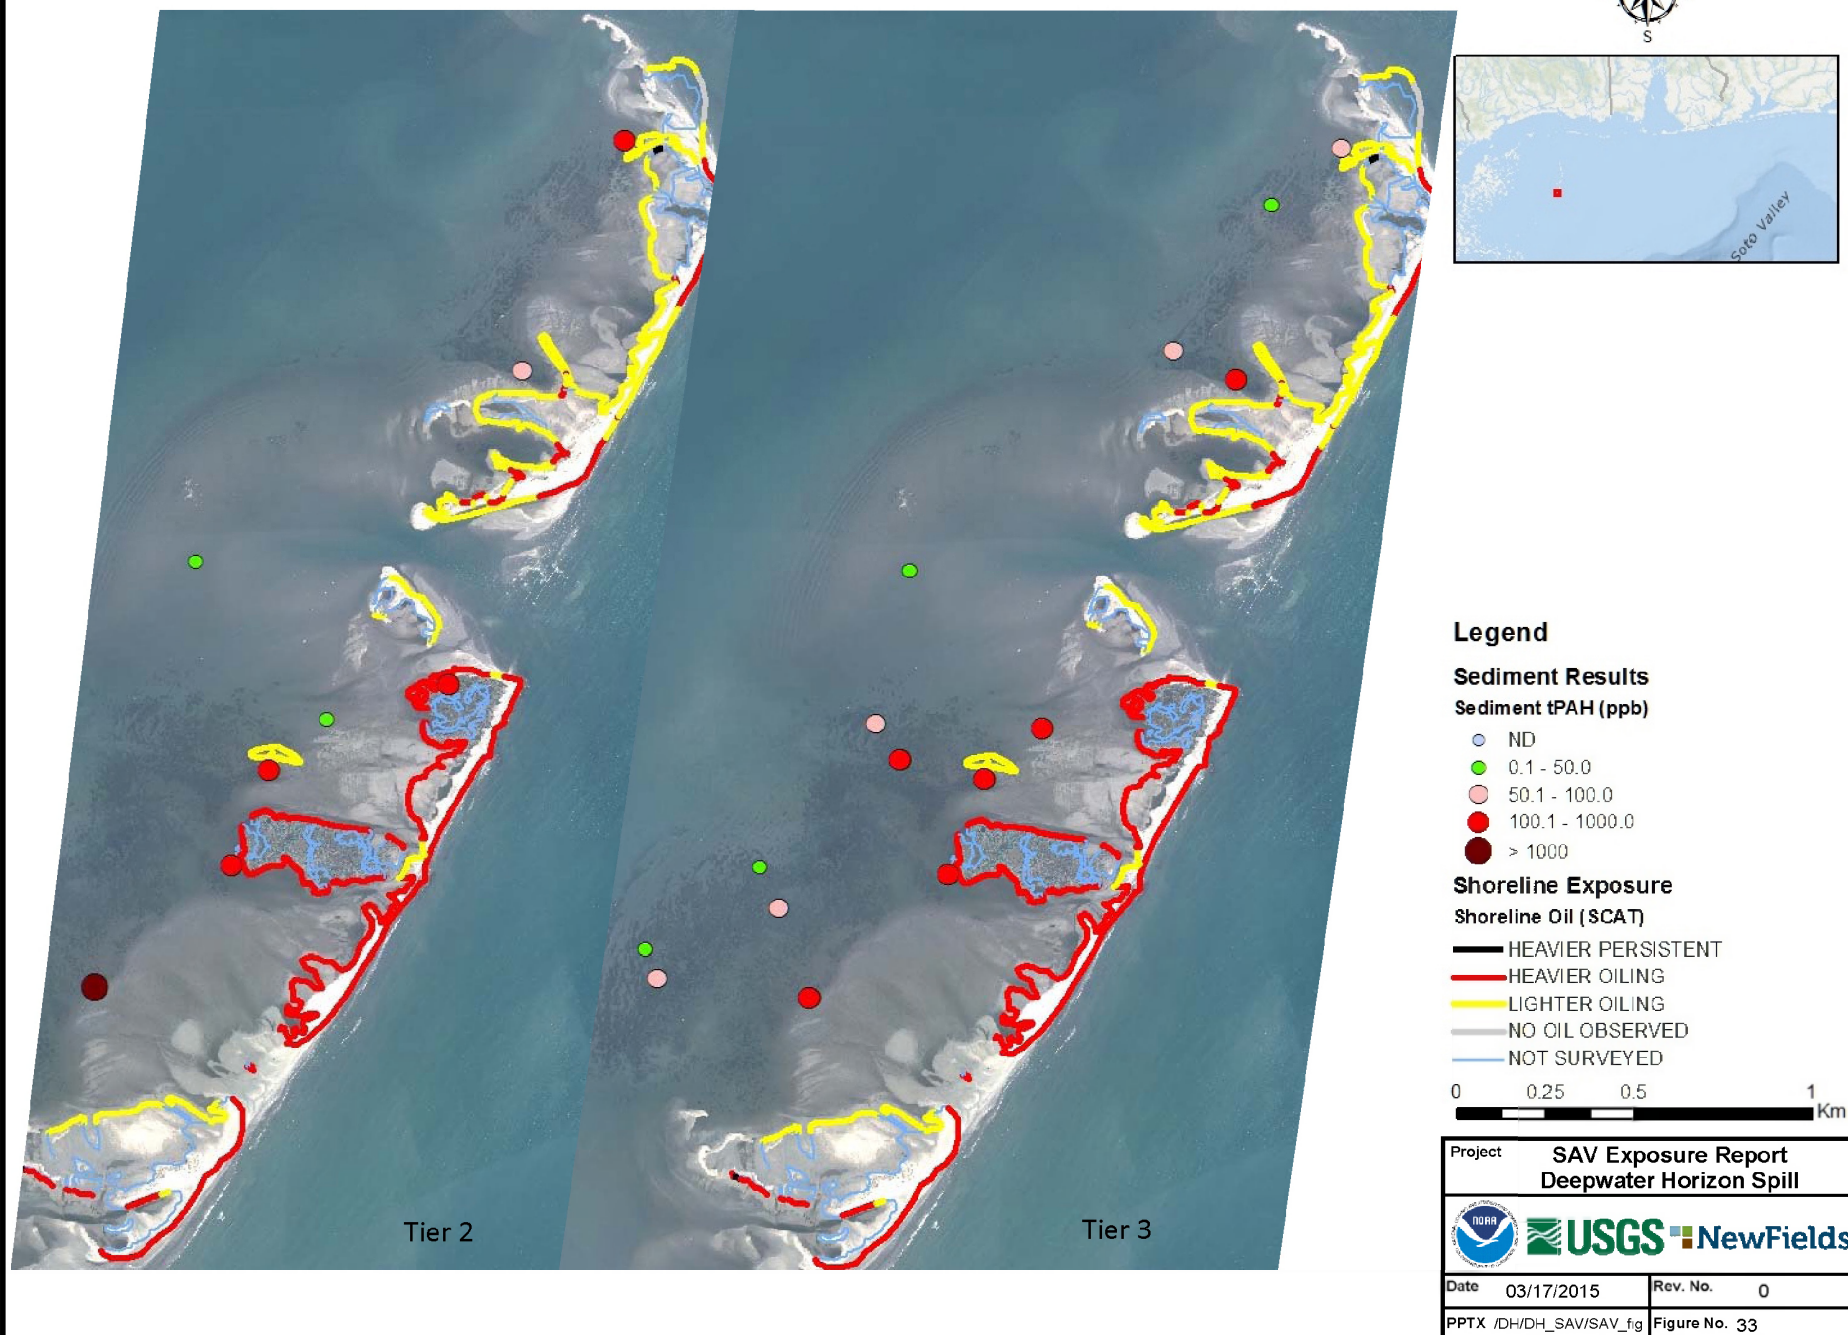 S
Soto Valley
Legend
Sediment Results
Sediment tPAH (ppb)
ND
0.1 - 50.0
50.1 - 100.0
100.1 - 1000.0
> 1000
Shoreline Exposure
Shoreline Oil (SCAT)
HEAVIER PERSISTENT
HEAVIER OILING
LIGHTER OILING
NO OIL OBSERVED
NOT SURVEYED
0 0.25 0.5 1
Km
Project SAV Exposure Report
Deepwater Horizon Spill
NOAA USGS NewFields
Date 03/17/2015 Rev. No. 0
PPTX /DH/DH_SAV/SAV_fig Figure No. 33
Tier 2 Tier 3